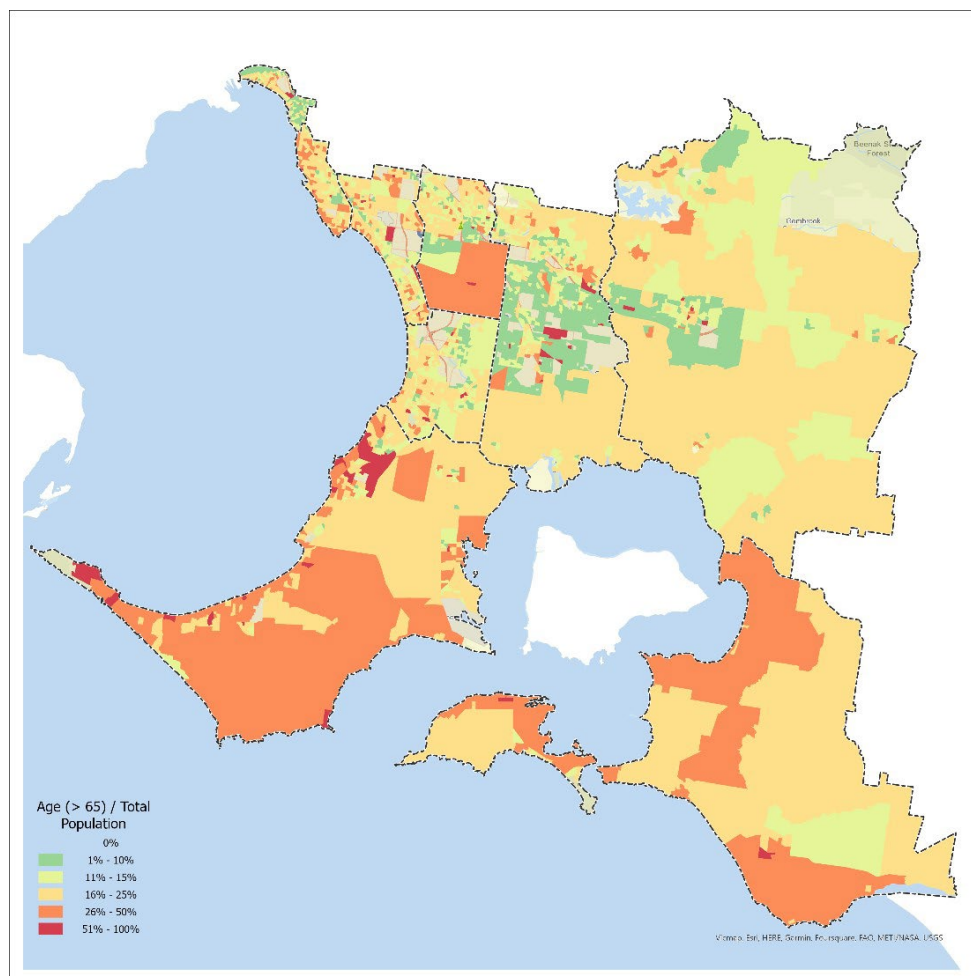 Beenak S
Forest
Gembrook
Age (> 65) / Total
Population
0%
1% - 10%
11% - 15%
16% - 25%
26% - 50%
51% - 100%
Vicmap, Esri, HERE, Garmin, Foursquare, FAO, METI/NASA, USGS